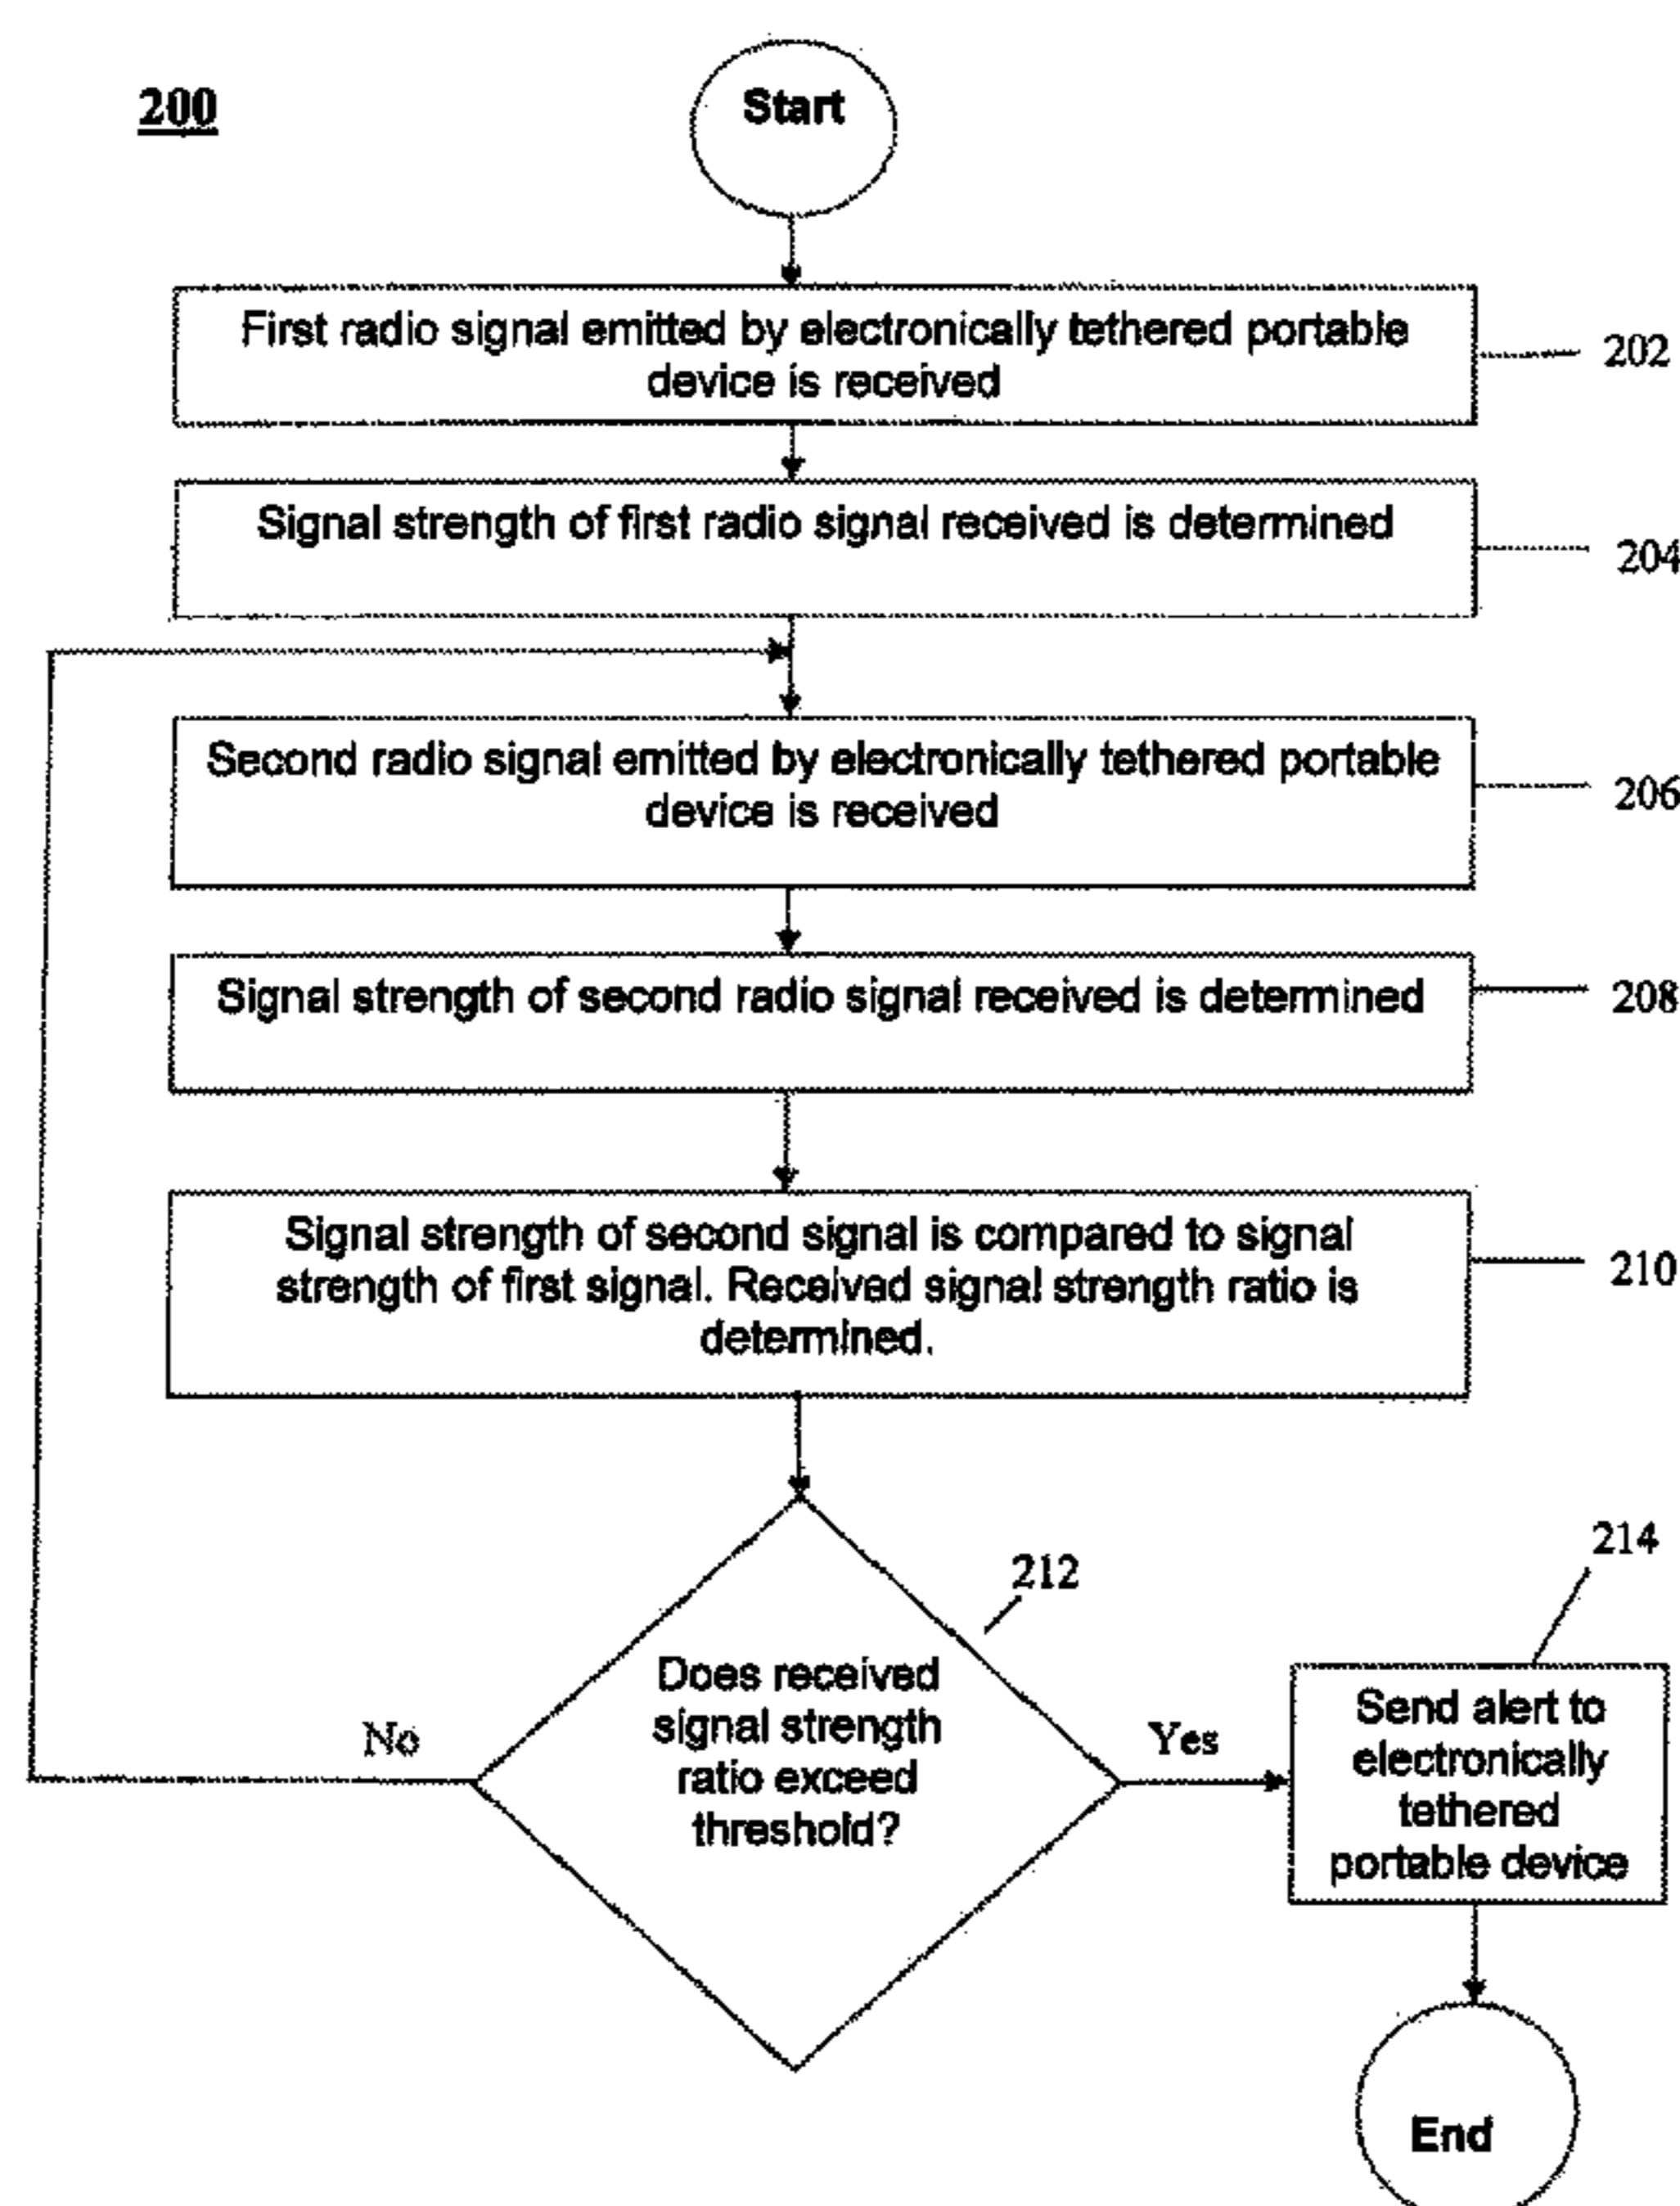 200
Start
First radio signal emitted by electronically tethered portable
device is received
202
Signal strength of first radio signal received is determined
204
Second radio signal emitted by electronically tethered portable
device is received
206
Signal strength of second radio signal received is determined
208
Signal strength of second signal is compared to signal
strength of first signal. Received signal strength ratio is
determined.
210
212
Does received
signal strength
ratio exceed
threshold?
No
Yes
214
Send alert to
electronically
tethered
portable device
End